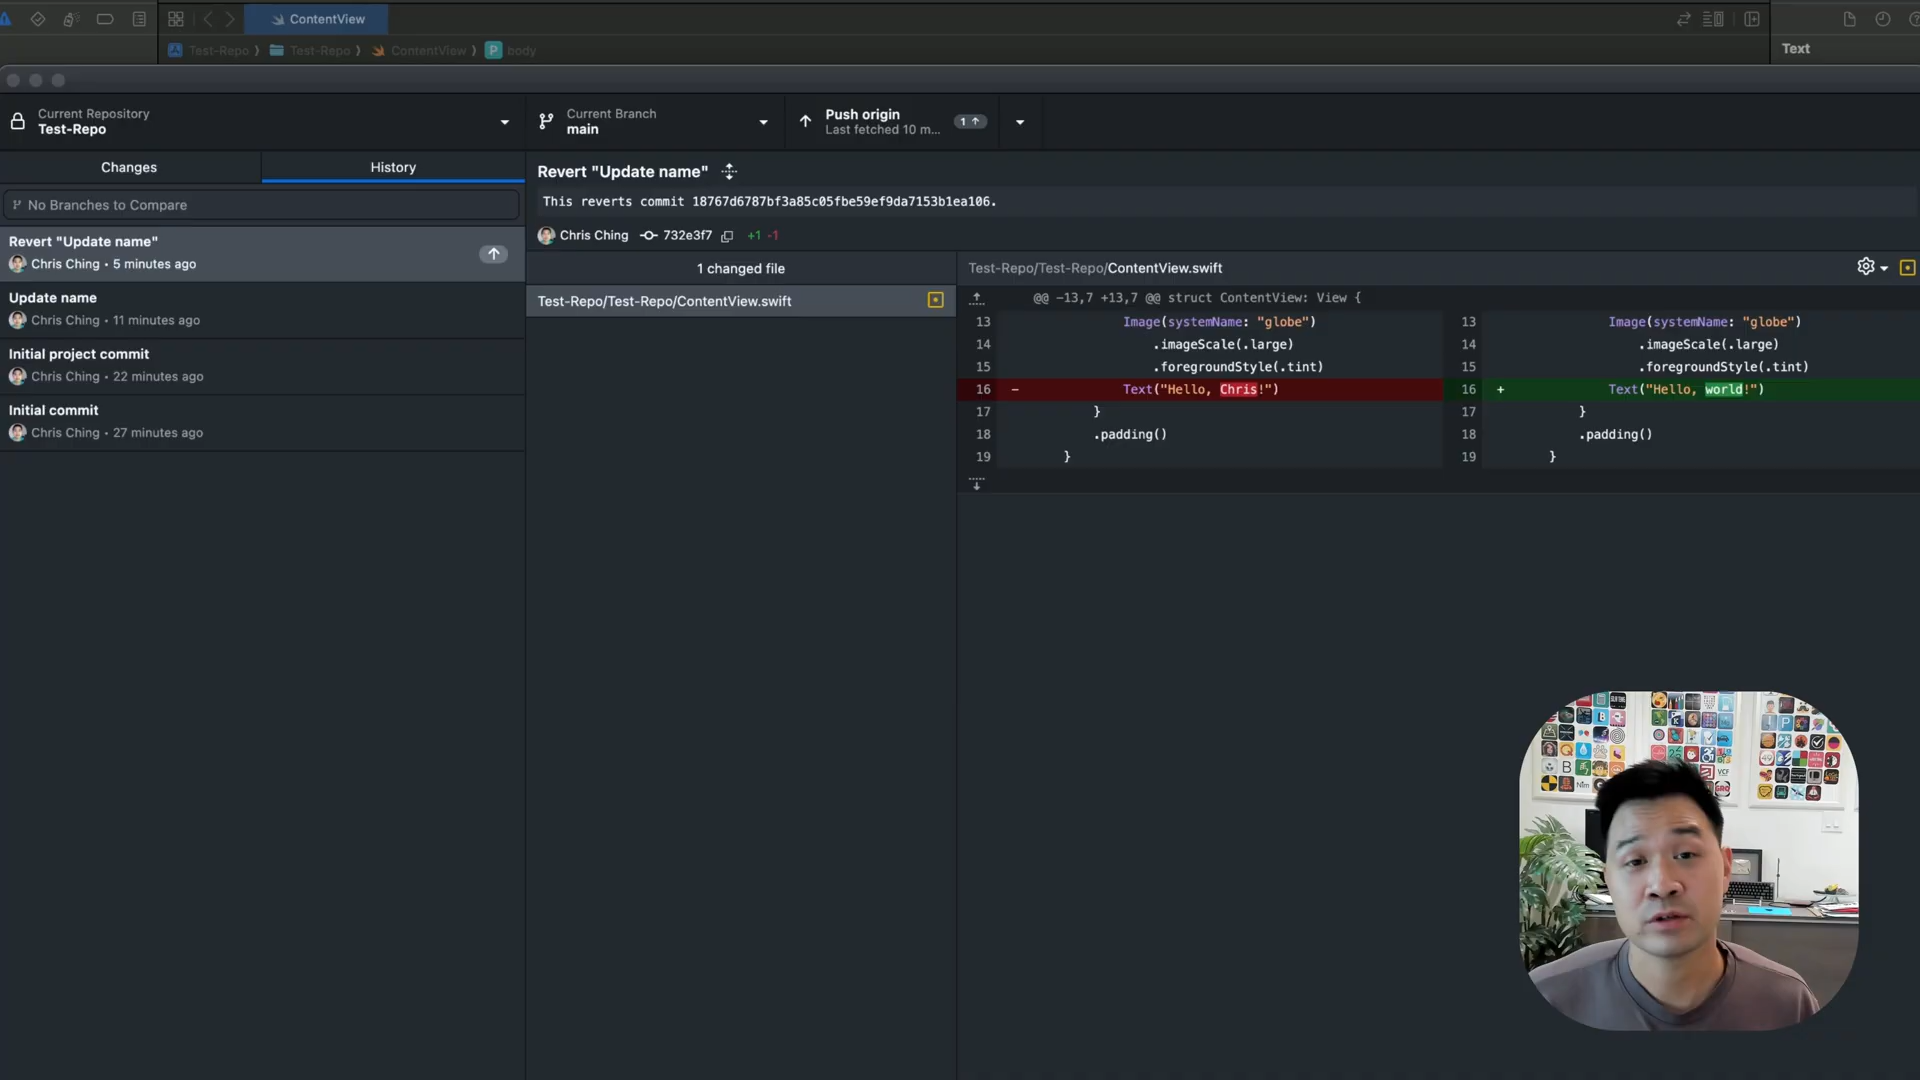 ContentView
Test-Repo ⟩ Test-Repo ⟩ ContentView ⟩ P body
Text
Current Repository
Test-Repo
Current Branch
main
Push origin
Last fetched 10 m...
1
Changes
History
No Branches to Compare
Revert "Update name"
Chris Ching • 5 minutes ago
Update name
Chris Ching • 11 minutes ago
Initial project commit
Chris Ching • 22 minutes ago
Initial commit
Chris Ching • 27 minutes ago
Revert "Update name"
This reverts commit 18767d6787bf3a85c05fbe59ef9da7153b1ea106.
Chris Ching 732e3f7 +1 -1
1 changed file
Test-Repo/Test-Repo/ContentView.swift
Test-Repo/Test-Repo/ContentView.swift
@@ -13,7 +13,7 @@ struct ContentView: View {
13 Image(systemName: "globe")
14 .imageScale(.large)
15 .foregroundStyle(.tint)
16 - Text("Hello, Chris!")
17 }
18 .padding()
19 }
13 Image(systemName: "globe")
14 .imageScale(.large)
15 .foregroundStyle(.tint)
16 + Text("Hello, world!")
17 }
18 .padding()
19 }